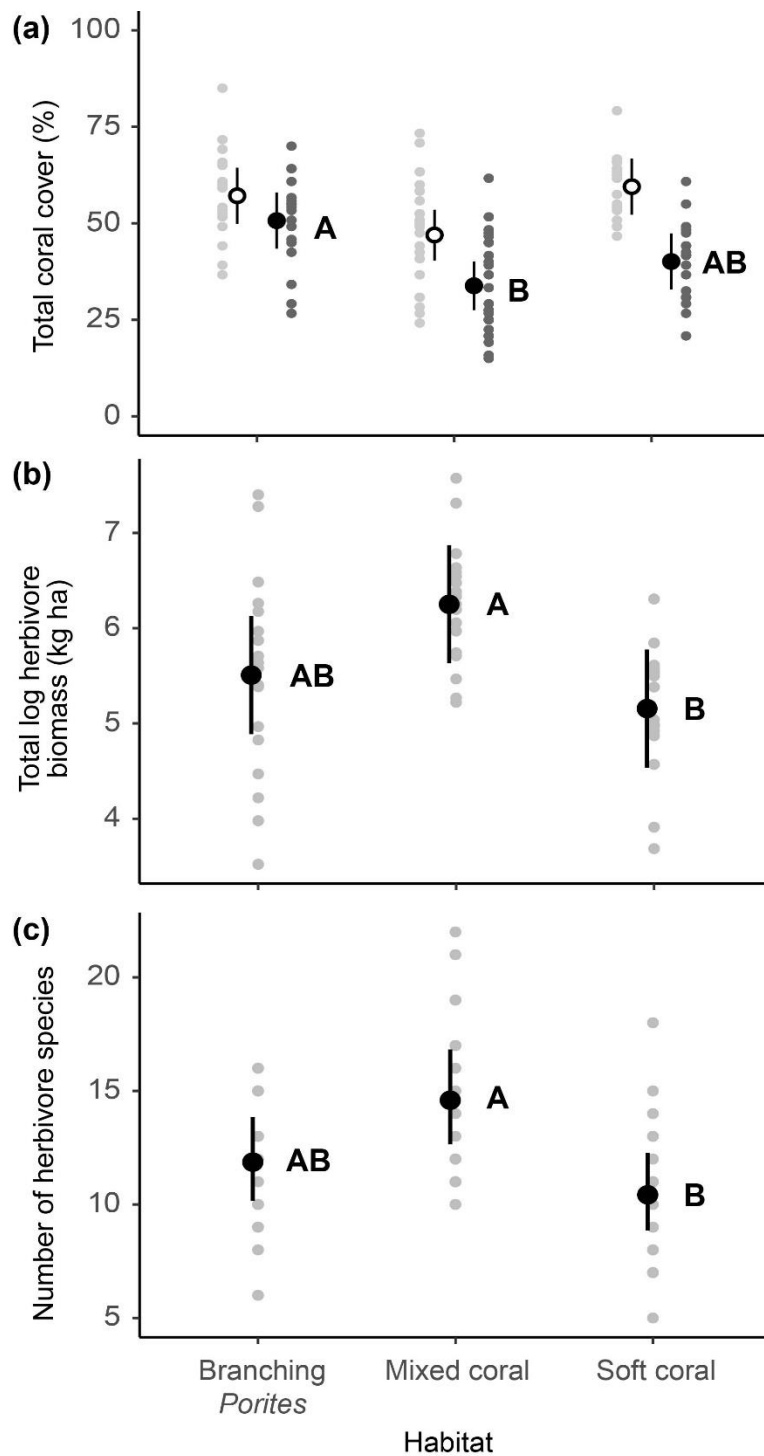 (a)
Total coral cover (%)
100
75
50
25
0
A
B
AB
(b)
Total log herbivore
biomass (kg ha)
7
6
5
4
AB
A
B
(c)
Number of herbivore species
20
15
10
5
AB
A
B
Branching
Porites
Mixed coral
Soft coral
Habitat